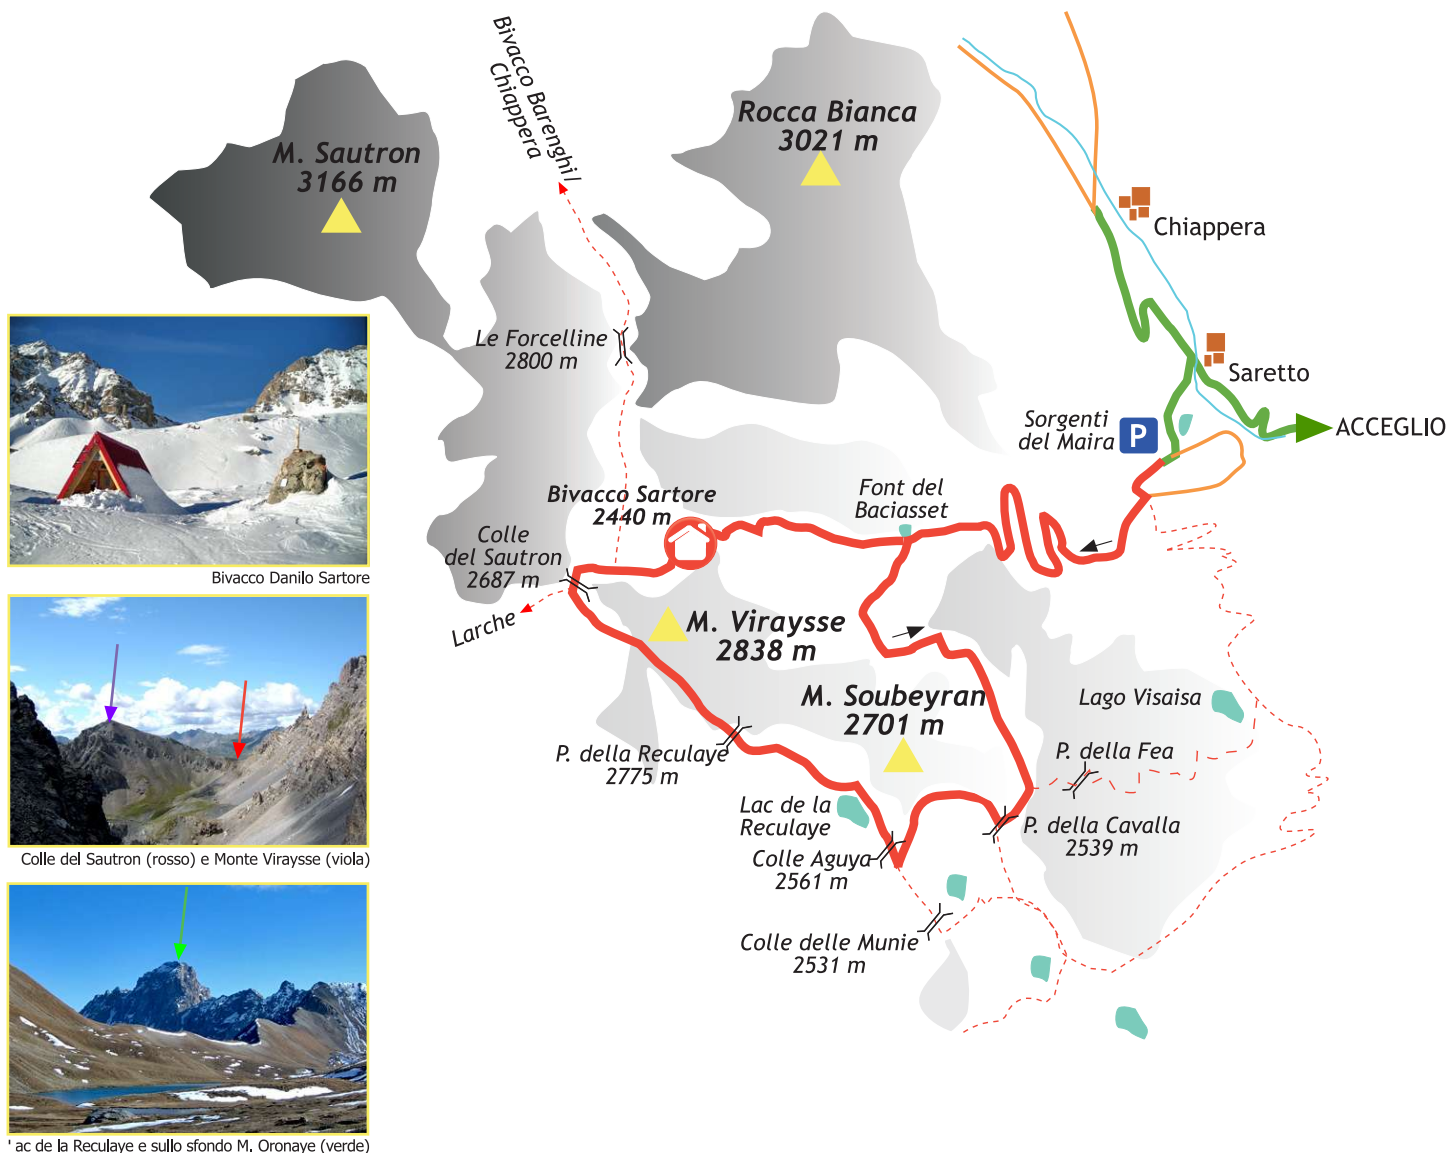 Bivacco Barenghi/
Chiappera
Rocca Bianca
3021 m
M. Sautron
3166 m
Chiappera
Le Forcelline
2800 m
Saretto
Sorgenti
del Maira
P
ACCEGLIO
Bivacco Sartore
2440 m
Font del
Baciasset
Colle
del Sautron
2687 m
Larche
Bivacco Danilo Sartore
M. Viraysse
2838 m
M. Soubeyran
2701 m
Lago Visaisa
P. della Reculaye
2775 m
P. della Fea
Lac de la
Reculaye
P. della Cavalla
2539 m
Colle Aguya
2561 m
Colle del Sautron (rosso) e Monte Viraysse (viola)
Colle delle Munie
2531 m
ac de la Reculaye e sullo sfondo M. Oronaye (verde)